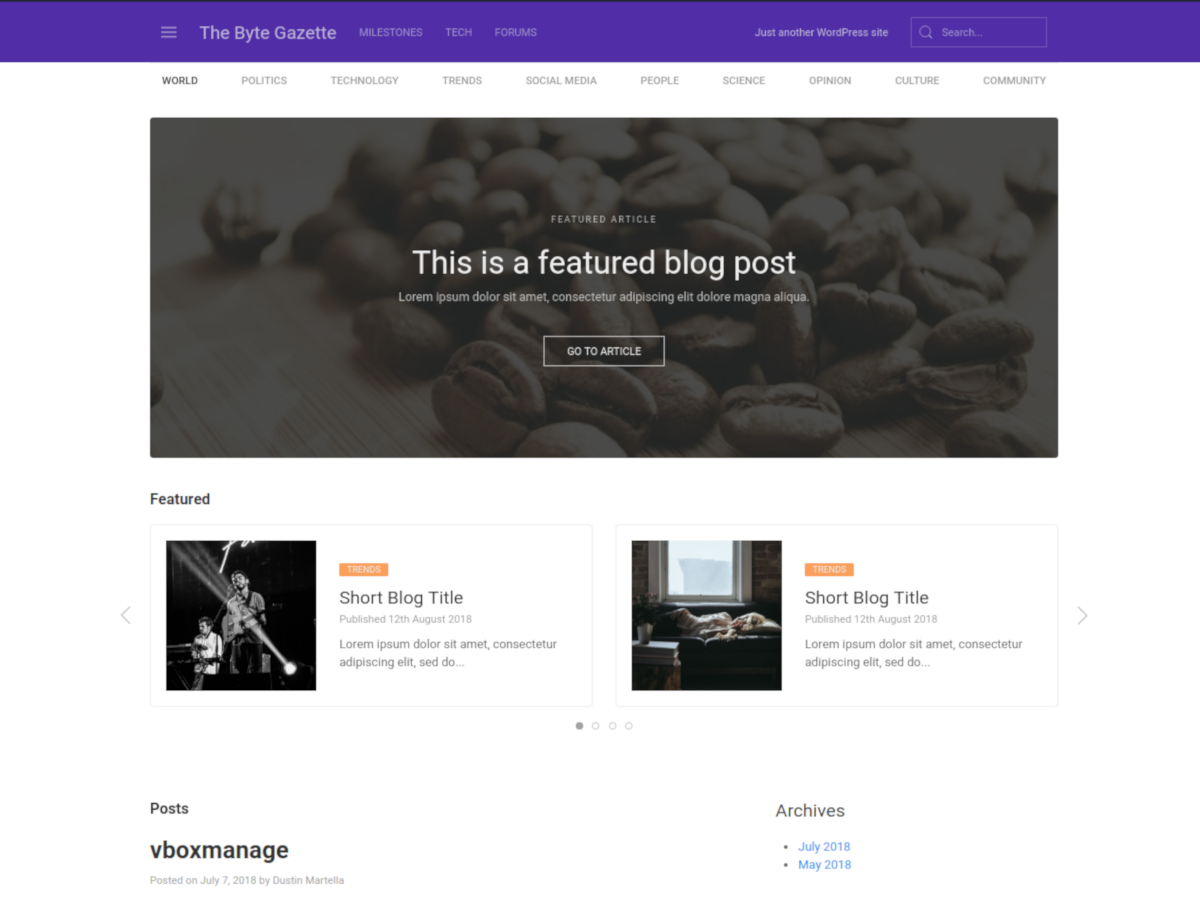 The Byte Gazette MILESTONES TECH FORUMS Just another WordPress site Search...
WORLD POLITICS TECHNOLOGY TRENDS SOCIAL MEDIA PEOPLE SCIENCE OPINION CULTURE COMMUNITY
FEATURED ARTICLE
This is a featured blog post
Lorem ipsum dolor sit amet, consectetur adipiscing elit dolore magna aliqua.
GO TO ARTICLE
Featured
TRENDS
Short Blog Title
Published 12th August 2018
Lorem ipsum dolor sit amet, consectetur
adipiscing elit, sed do...
TRENDS
Short Blog Title
Published 12th August 2018
Lorem ipsum dolor sit amet, consectetur
adipiscing elit, sed do...
Posts
vboxmanage
Posted on July 7, 2018 by Dustin Martella
Archives
July 2018
May 2018